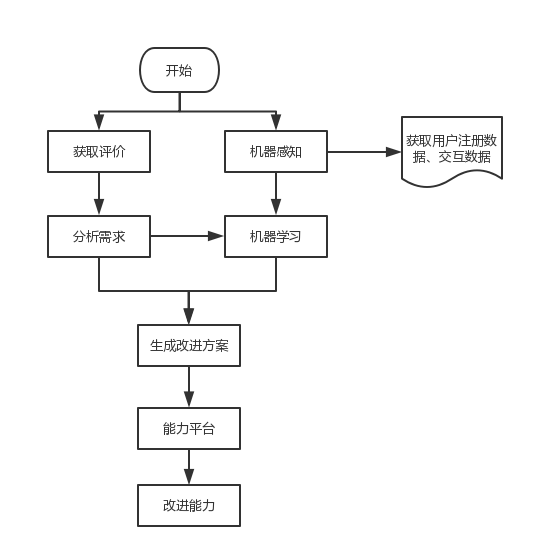 开始
获取评价
机器感知
获取用户注册数
据、交互数据
分析需求
机器学习
生成改进方案
能力平台
改进能力